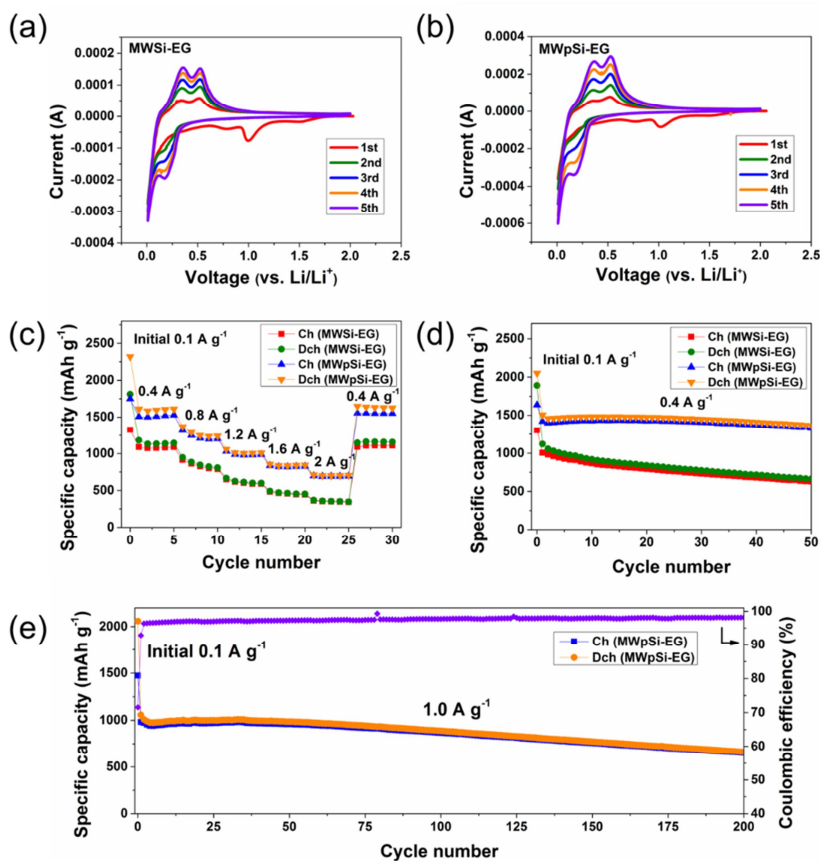 (a)
MWSi-EG
0.0002
0.0001
0.0000
-0.0001
-0.0002
-0.0003
-0.0004
Current (A)
1st
2nd
3rd
4th
5th
0.0 0.5 1.0 1.5 2.0 2.5
Voltage (vs. Li/Li⁺)
(b)
MWpSi-EG
0.0004
0.0002
0.0000
-0.0002
-0.0004
-0.0006
Current (A)
1st
2nd
3rd
4th
5th
0.0 0.5 1.0 1.5 2.0 2.5
Voltage (vs. Li/Li⁺)
(c)
Initial 0.1 A g⁻¹
Ch (MWSi-EG)
Dch (MWSi-EG)
Ch (MWpSi-EG)
Dch (MWpSi-EG)
2500
2000
1500
1000
500
0
Specific capacity (mAh g⁻¹)
0.4 A g⁻¹
0.8 A g⁻¹
1.2 A g⁻¹
1.6 A g⁻¹
2 A g⁻¹
0.4 A g⁻¹
0 5 10 15 20 25 30
Cycle number
(d)
Initial 0.1 A g⁻¹
Ch (MWSi-EG)
Dch (MWSi-EG)
Ch (MWpSi-EG)
Dch (MWpSi-EG)
2500
2000
1500
1000
500
0
Specific capacity (mAh g⁻¹)
0.4 A g⁻¹
0 10 20 30 40 50
Cycle number
(e)
Initial 0.1 A g⁻¹
Ch (MWpSi-EG)
Dch (MWpSi-EG)
2000
1500
1000
500
0
Specific capacity (mAh g⁻¹)
1.0 A g⁻¹
100
90
80
70
60
50
40
Coulombic efficiency (%)
0 25 50 75 100 125 150 175 200
Cycle number